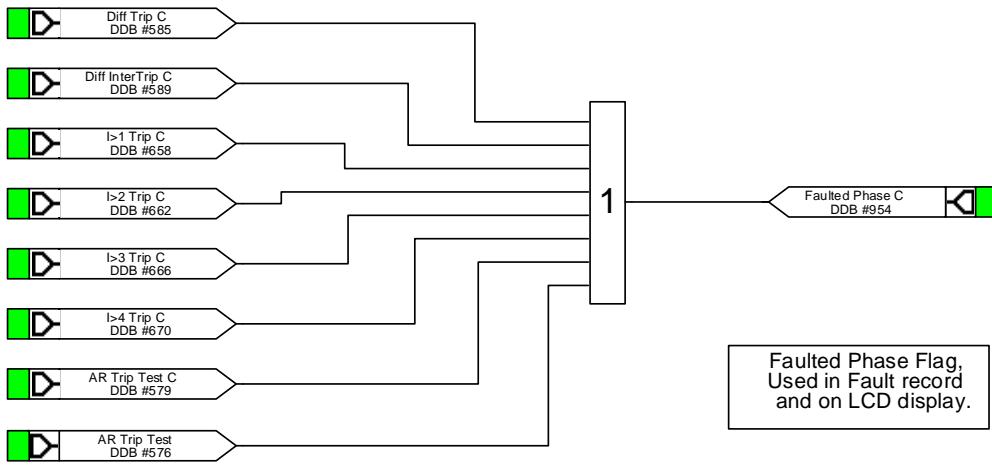 Diff Trip C
DDB #585
Diff InterTrip C
DDB #589
I>1 Trip C
DDB #658
I>2 Trip C
DDB #662
I>3 Trip C
DDB #666
I>4 Trip C
DDB #670
AR Trip Test C
DDB #579
AR Trip Test
DDB #576
1
Faulted Phase C
DDB #954
Faulted Phase Flag,
Used in Fault record
and on LCD display.